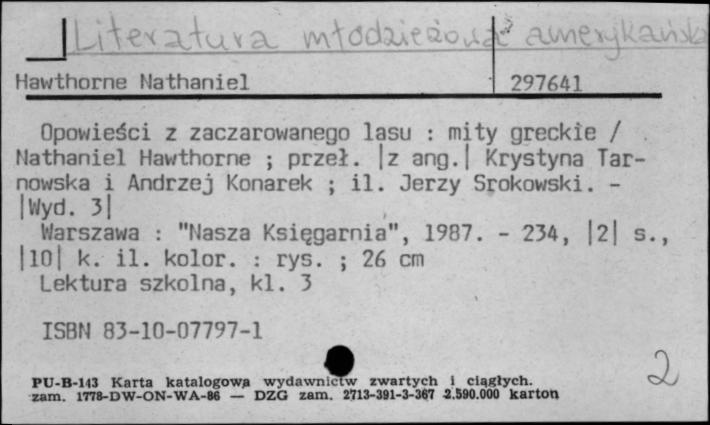 Literatura młodzieżowa amerykańska
Hawthorne Nathaniel 297641
Opowieści z zaczarowanego lasu : mity greckie /
Nathaniel Hawthorne ; przeł. |z ang.| Krystyna Tar-
nowska i Andrzej Konarek ; il. Jerzy Srokowski. -
|Wyd. 3|
Warszawa : "Nasza Księgarnia", 1987. - 234, |2| s.,
|10| k. il. kolor. : rys. ; 26 cm
Lektura szkolna, kl. 3
ISBN 83-10-07797-1
2
PU-B-143 Karta katalogowa wydawnictw zwartych i ciągłych.
zam. 1778-DW-ON-WA-86 — DZG zam. 2713-391-3-367 2.590.000 karton